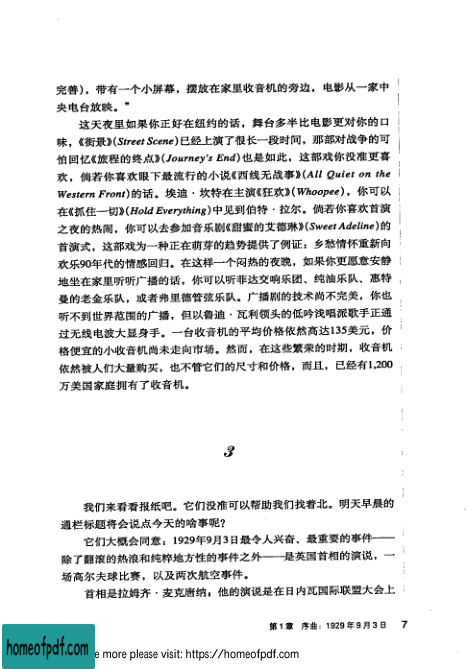 完善），带有一个小屏幕，摆放在家里收音机的旁边，电影从一家中
央电台放映。”
这天夜里如果你正好在纽约的话，舞台多半比电影更对你的口
味，《街景》(Street Scene)已经上演了很长一段时间，那部对战争的可
怕回忆《旅程的终点》(Journey's End)也是如此，这部戏你没准更喜
欢，倘若你喜欢眼下最流行的小说《西线无战事》(All Quiet on the
Western Front)的话。埃迪·坎特在主演《狂欢》(Whoopee)，你可以
在《抓住一切》(Hold Everything)中见到伯特·拉尔。倘若你喜欢首演
之夜的热闹，你可以去参加音乐剧《甜蜜的艾德琳》(Sweet Adeline)的
首演式，这部戏为一种正在萌芽的趋势提供了例证：乡愁情怀重新向
欢乐90年代的情感回归。在这样一个闷热的夜晚，如果你更愿意安静
地坐在家里听听广播的话，你可以听菲达交响乐团、纯油乐队、惠特
曼的老金乐队，或者弗里德管弦乐队。广播剧的技术尚不完美，你也
听不到世界范围的广播，但以鲁迪·瓦利领头的低吟浅唱派歌手正通
过无线电波大显身手。一台收音机的平均价格依然高达135美元，价
格便宜的小收音机尚未走向市场。然而，在这些繁荣的时期，收音机
依然被人们大量购买，也不管它们的尺寸和价格，而且，已经有1,200
万美国家庭拥有了收音机。
3
我们来看看报纸吧。它们没准可以帮助我们找着北。明天早晨的
通栏标题将会说点今天的啥事呢？
它们大概会同意：1929年9月3日最令人兴奋、最重要的事件——
除了翻滚的热浪和纯粹地方性的事件之外——是英国首相的演说，一
场高尔夫球比赛，以及两次航空事件。
首相是拉姆齐·麦克唐纳；他的演说是在日内瓦国际联盟大会上
第1章 序曲：1929年9月3日 7
homeofpdf.com
e more please visit: https://homeofpdf.com